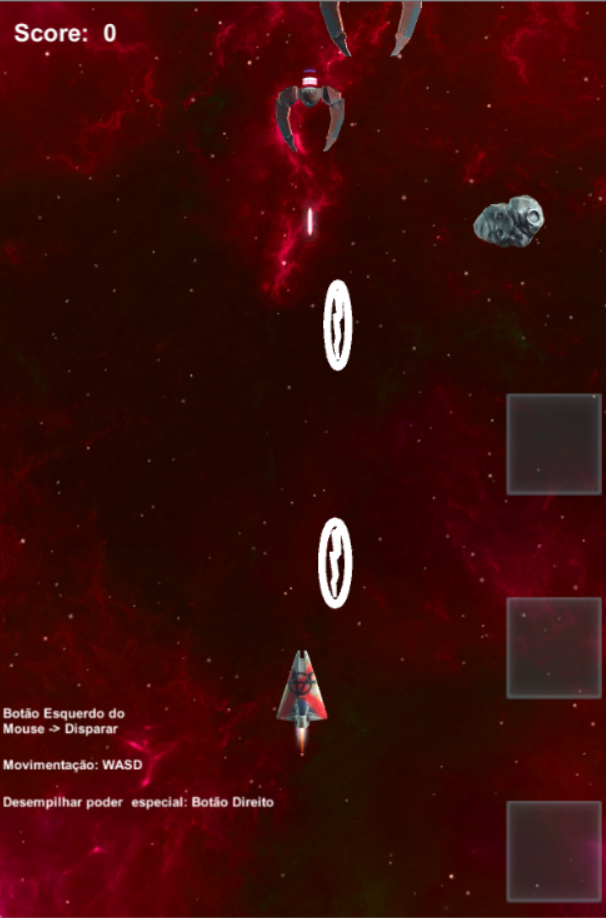 Score: 0
Botão Esquerdo do
Mouse -> Disparar
Movimentação: WASD
Desempilhar poder especial: Botão Direito